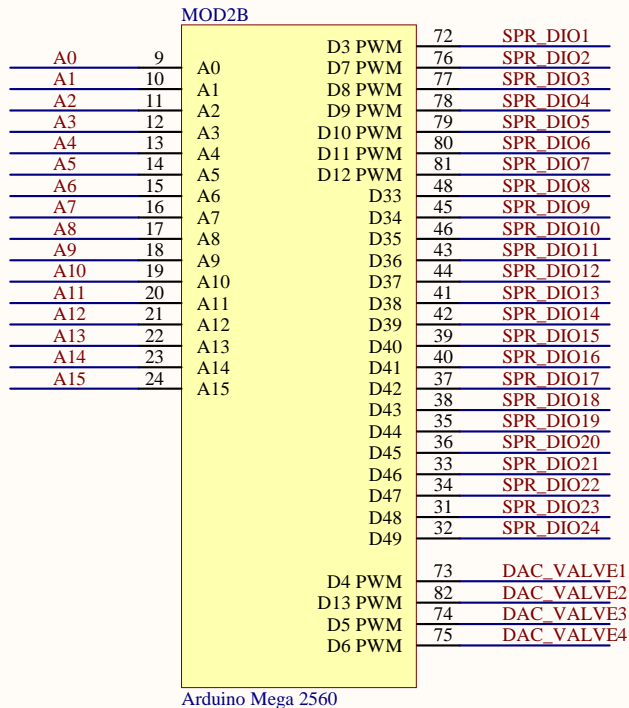 MOD2B
A0 9 A0
A1 10 A1
A2 11 A2
A3 12 A3
A4 13 A4
A5 14 A5
A6 15 A6
A7 16 A7
A8 17 A8
A9 18 A9
A10 19 A10
A11 20 A11
A12 21 A12
A13 22 A13
A14 23 A14
A15 24 A15
D3 PWM 72 SPR_DIO1
D7 PWM 76 SPR_DIO2
D8 PWM 77 SPR_DIO3
D9 PWM 78 SPR_DIO4
D10 PWM 79 SPR_DIO5
D11 PWM 80 SPR_DIO6
D12 PWM 81 SPR_DIO7
D33 48 SPR_DIO8
D34 45 SPR_DIO9
D35 46 SPR_DIO10
D36 43 SPR_DIO11
D37 44 SPR_DIO12
D38 41 SPR_DIO13
D39 42 SPR_DIO14
D40 39 SPR_DIO15
D41 40 SPR_DIO16
D42 37 SPR_DIO17
D43 38 SPR_DIO18
D44 35 SPR_DIO19
D45 36 SPR_DIO20
D46 33 SPR_DIO21
D47 34 SPR_DIO22
D48 31 SPR_DIO23
D49 32 SPR_DIO24
D4 PWM 73 DAC_VALVE1
D13 PWM 82 DAC_VALVE2
D5 PWM 74 DAC_VALVE3
D6 PWM 75 DAC_VALVE4
Arduino Mega 2560